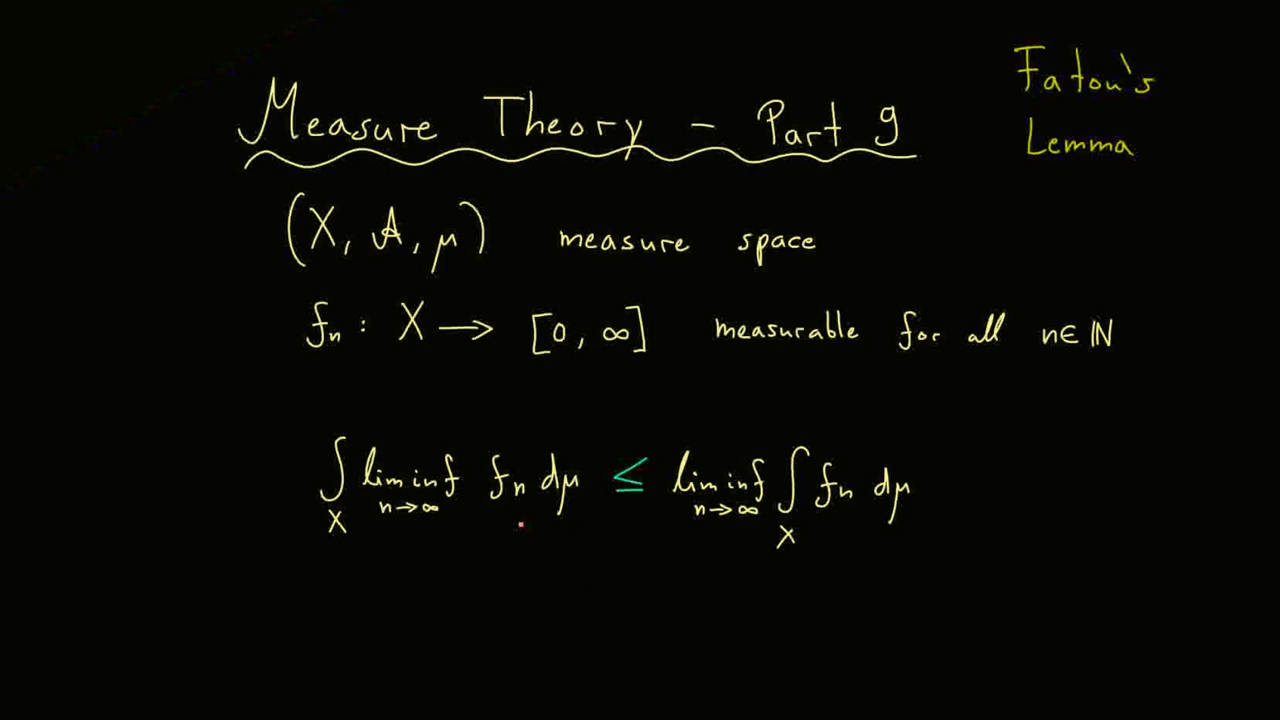 Measure Theory - Part 9
Fatou's
Lemma
(X, 𝒜, μ) measure space
fₙ : X → [0, ∞] measurable for all n∈ℕ
∫_X lim inf_{n→∞} fₙ dμ ≤ lim inf_{n→∞} ∫_X fₙ dμ